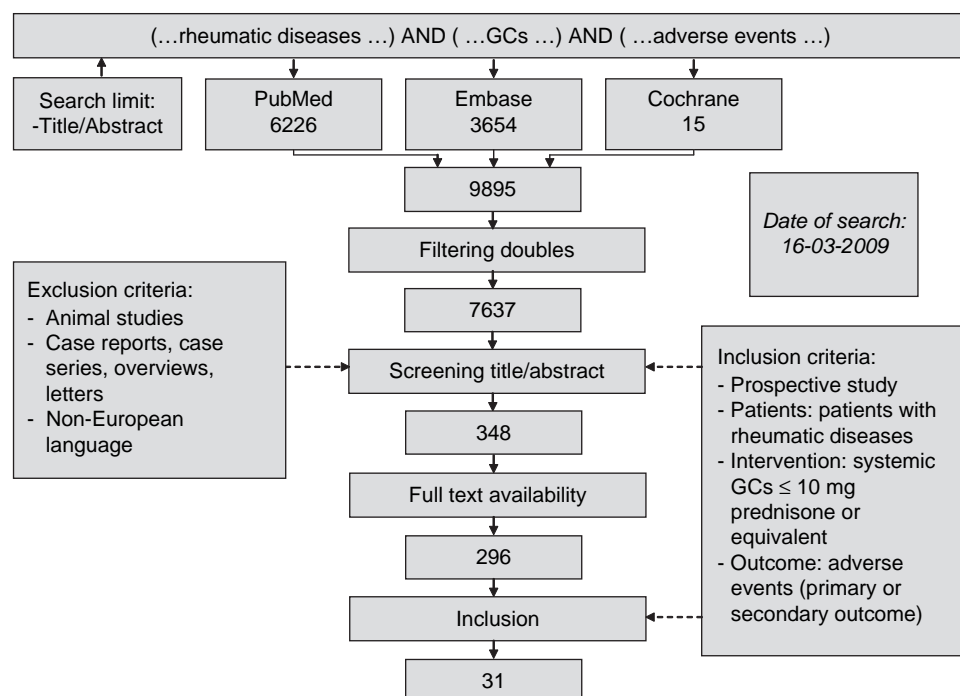 (…rheumatic diseases …) AND ( …GCs …) AND ( …adverse events …)
Search limit:
-Title/Abstract
PubMed
6226
Embase
3654
Cochrane
15
9895
Date of search:
16-03-2009
Filtering doubles
7637
Exclusion criteria:
- Animal studies
- Case reports, case
series, overviews,
letters
- Non-European
language
Screening title/abstract
Inclusion criteria:
- Prospective study
- Patients: patients with
rheumatic diseases
- Intervention: systemic
GCs ≤ 10 mg
prednisone or
equivalent
- Outcome: adverse
events (primary or
secondary outcome)
348
Full text availability
296
Inclusion
31